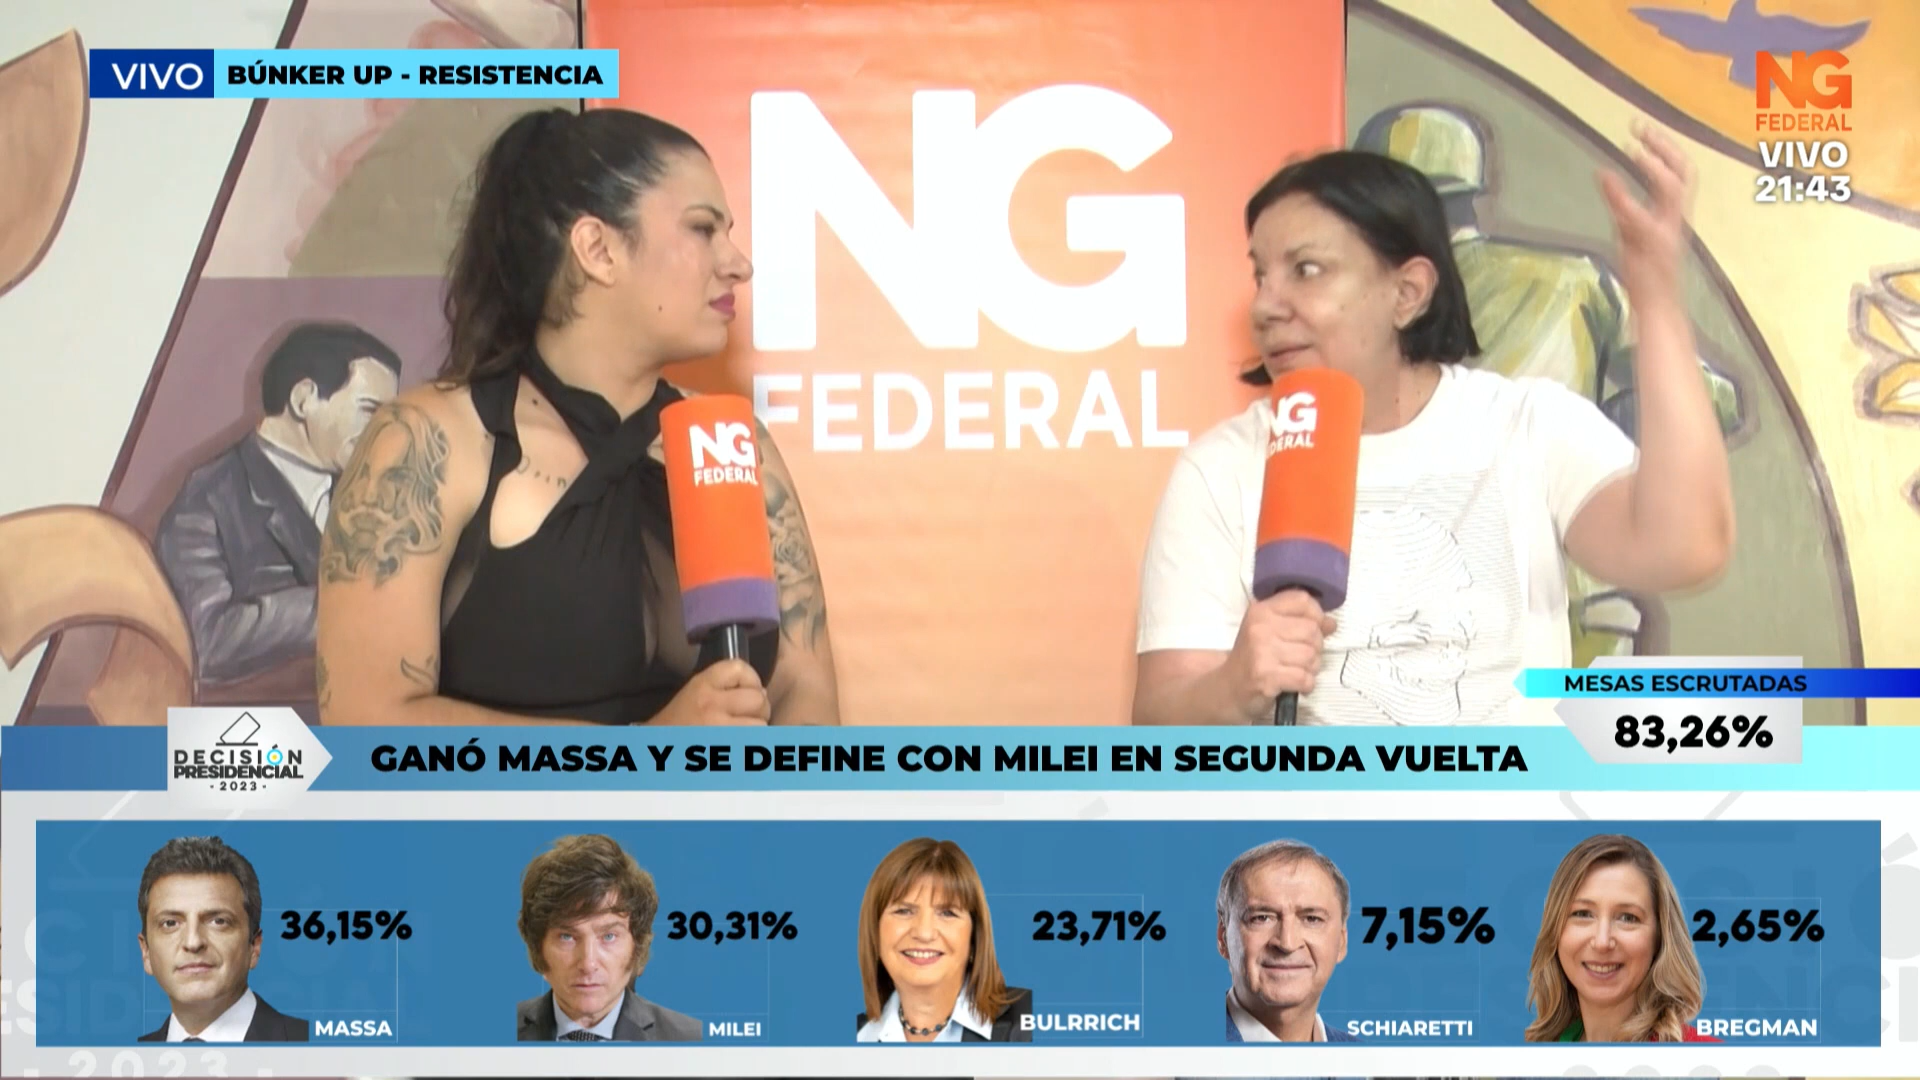 VIVO BÚNKER UP - RESISTENCIA
NG
FEDERAL
VIVO
21:43
NG
FEDERAL
NG
FEDERAL
NG
DERAL
MESAS ESCRUTADAS
83,26%
DECISIÓN
PRESIDENCIAL
- 2023 -
GANÓ MASSA Y SE DEFINE CON MILEI EN SEGUNDA VUELTA
36,15%
MASSA
30,31%
MILEI
23,71%
BULRRICH
7,15%
SCHIARETTI
2,65%
BREGMAN
- 2023 -